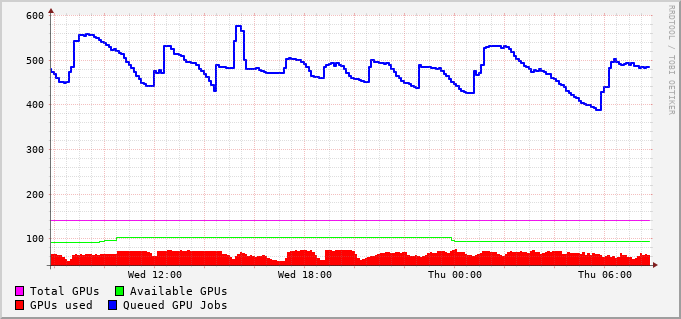 600
500
400
300
200
100
Wed 12:00 Wed 18:00 Thu 00:00 Thu 06:00
Total GPUs Available GPUs
GPUs used Queued GPU Jobs
RRDTOOL / TOBI OETIKER